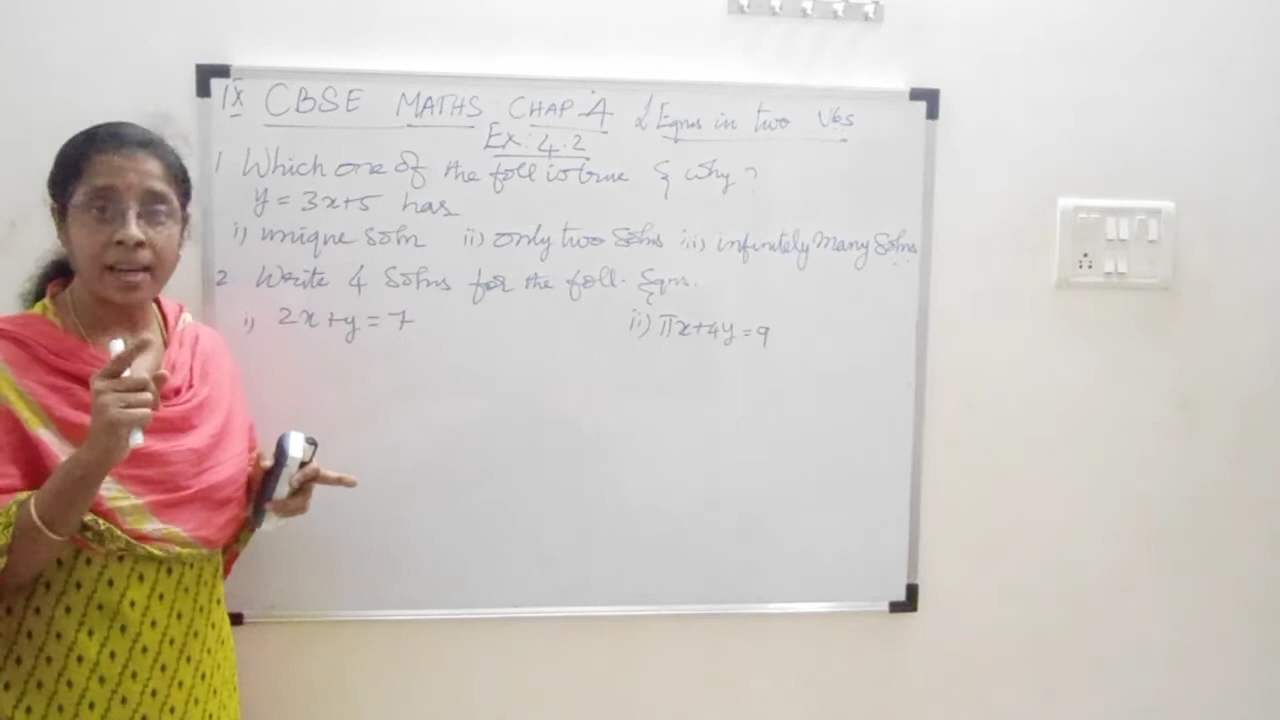 IX CBSE MATHS CHAP. 4 L Eqns in two Vbs
Ex: 4.2
1 Which one of the foll is true & why?
y = 3x+5 has
i) unique soln ii) only two solns iii) infinitely many solns
2 Write 4 solns for the foll. Eqns.
i) 2x+y=7 ii) πx+4y=9